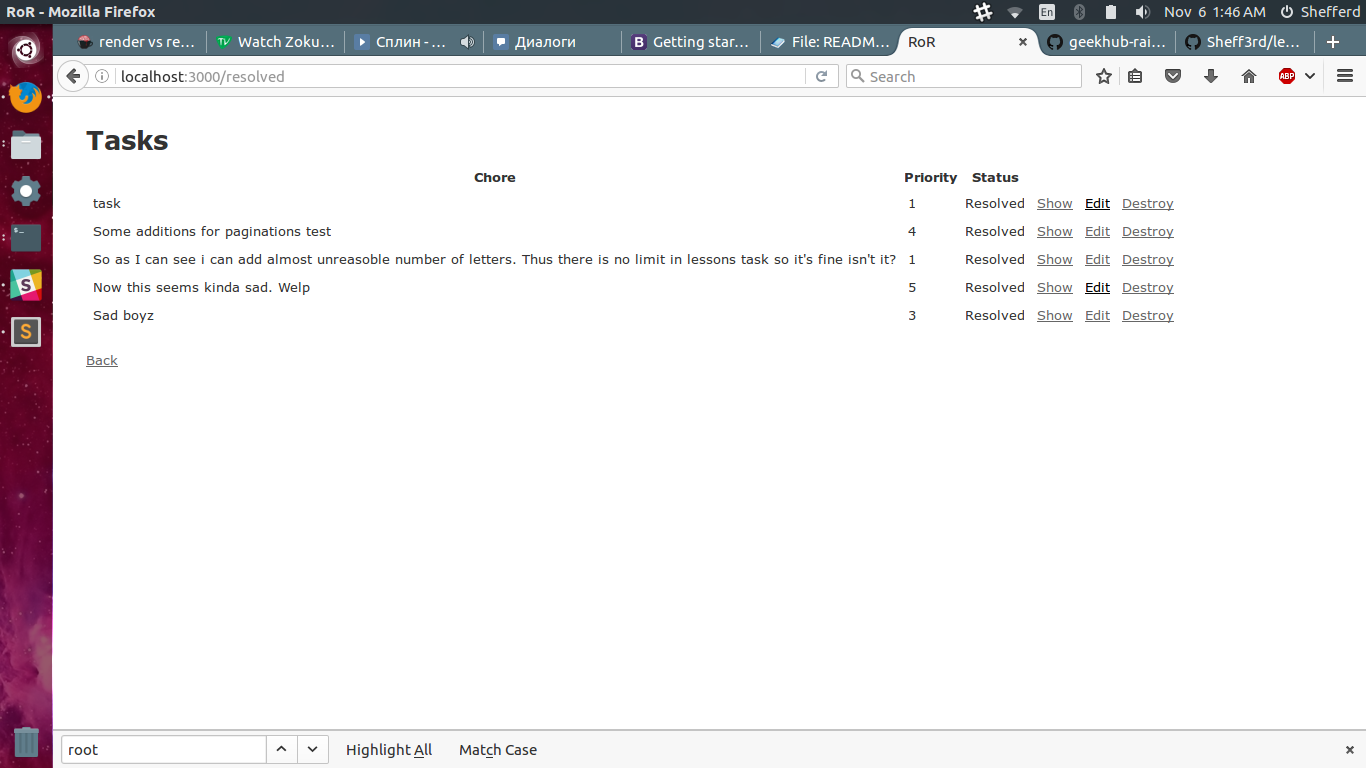 RoR - Mozilla Firefox
En
Nov 6 1:46 AM
Shefferd
render vs re...
Watch Zoku...
Сплин - ...
Диалоги
Getting star...
File: READM...
RoR
geekhub-rai...
Sheff3rd/le...
localhost:3000/resolved
Search
ABP
Tasks
Chore Priority Status
task 1 Resolved Show Edit Destroy
Some additions for paginations test 4 Resolved Show Edit Destroy
So as I can see i can add almost unreasoble number of letters. Thus there is no limit in lessons task so it's fine isn't it? 1 Resolved Show Edit Destroy
Now this seems kinda sad. Welp 5 Resolved Show Edit Destroy
Sad boyz 3 Resolved Show Edit Destroy
Back
root
Highlight All
Match Case